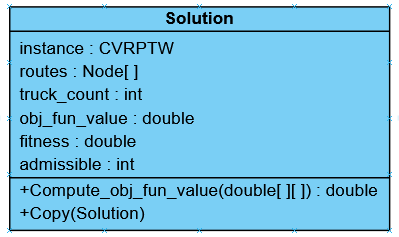 Solution
instance : CVRPTW
routes : Node[ ]
truck_count : int
obj_fun_value : double
fitness : double
admissible : int
+Compute_obj_fun_value(double[ ][ ]) : double
+Copy(Solution)